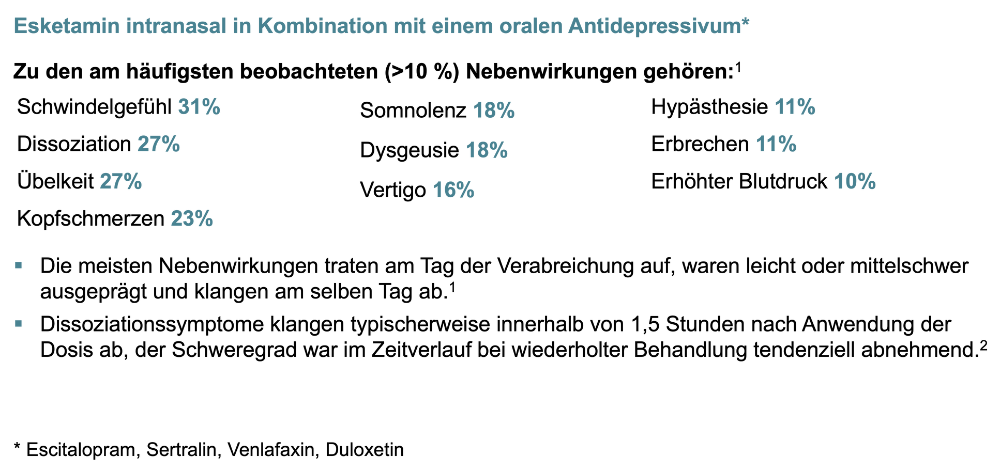 Esketamin intranasal in Kombination mit einem oralen Antidepressivum*
Zu den am häufigsten beobachteten (>10 %) Nebenwirkungen gehören:¹
Schwindelgefühl 31%
Dissoziation 27%
Übelkeit 27%
Kopfschmerzen 23%
Somnolenz 18%
Dysgeusie 18%
Vertigo 16%
Hypästhesie 11%
Erbrechen 11%
Erhöhter Blutdruck 10%
▪ Die meisten Nebenwirkungen traten am Tag der Verabreichung auf, waren leicht oder mittelschwer
ausgeprägt und klangen am selben Tag ab.¹
▪ Dissoziationssymptome klangen typischerweise innerhalb von 1,5 Stunden nach Anwendung der
Dosis ab, der Schweregrad war im Zeitverlauf bei wiederholter Behandlung tendenziell abnehmend.²
* Escitalopram, Sertralin, Venlafaxin, Duloxetin